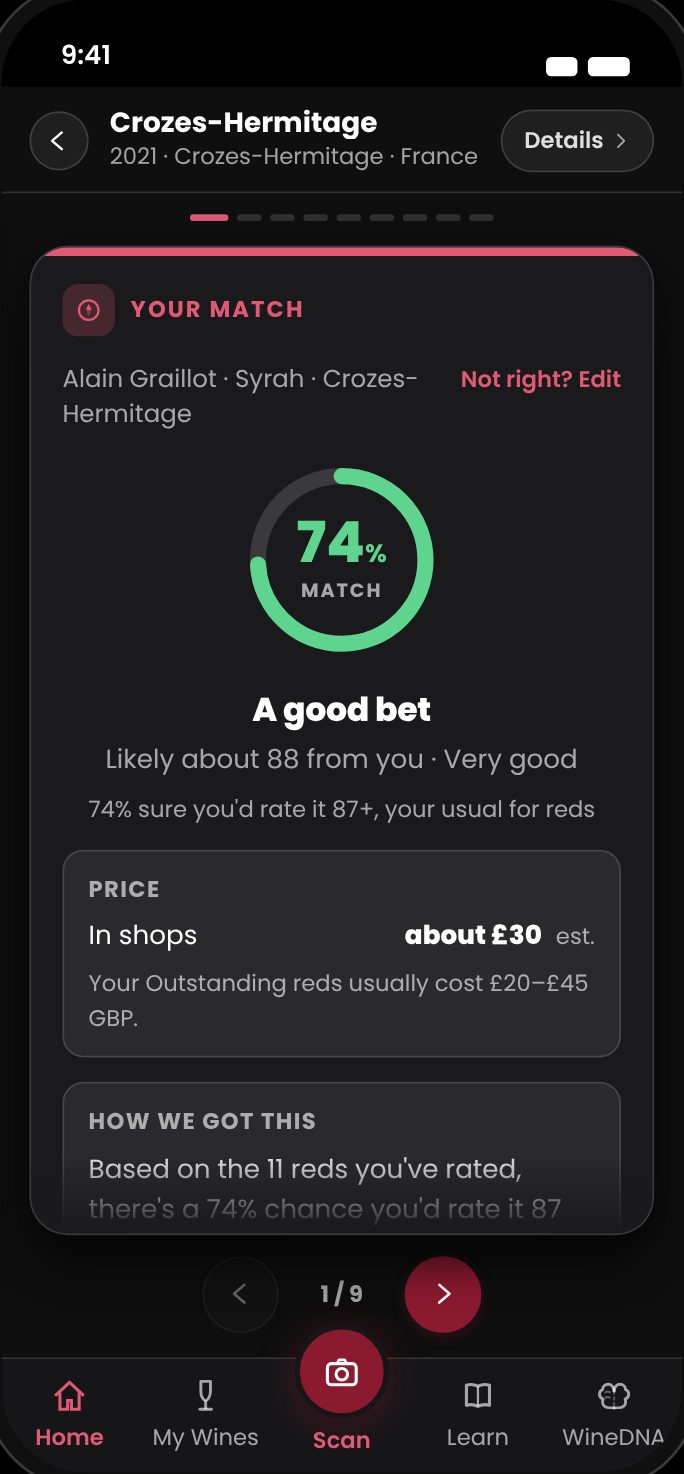 9:41
Crozes-Hermitage
2021 · Crozes-Hermitage · France
Details
YOUR MATCH
Alain Graillot · Syrah · Crozes-
Hermitage
Not right? Edit
74%
MATCH
A good bet
Likely about 88 from you · Very good
74% sure you'd rate it 87+, your usual for reds
PRICE
In shops about £30 est.
Your Outstanding reds usually cost £20–£45
GBP.
HOW WE GOT THIS
Based on the 11 reds you've rated,
there's a 74% chance you'd rate it 87
1 / 9
Home
My Wines
Scan
Learn
WineDNA